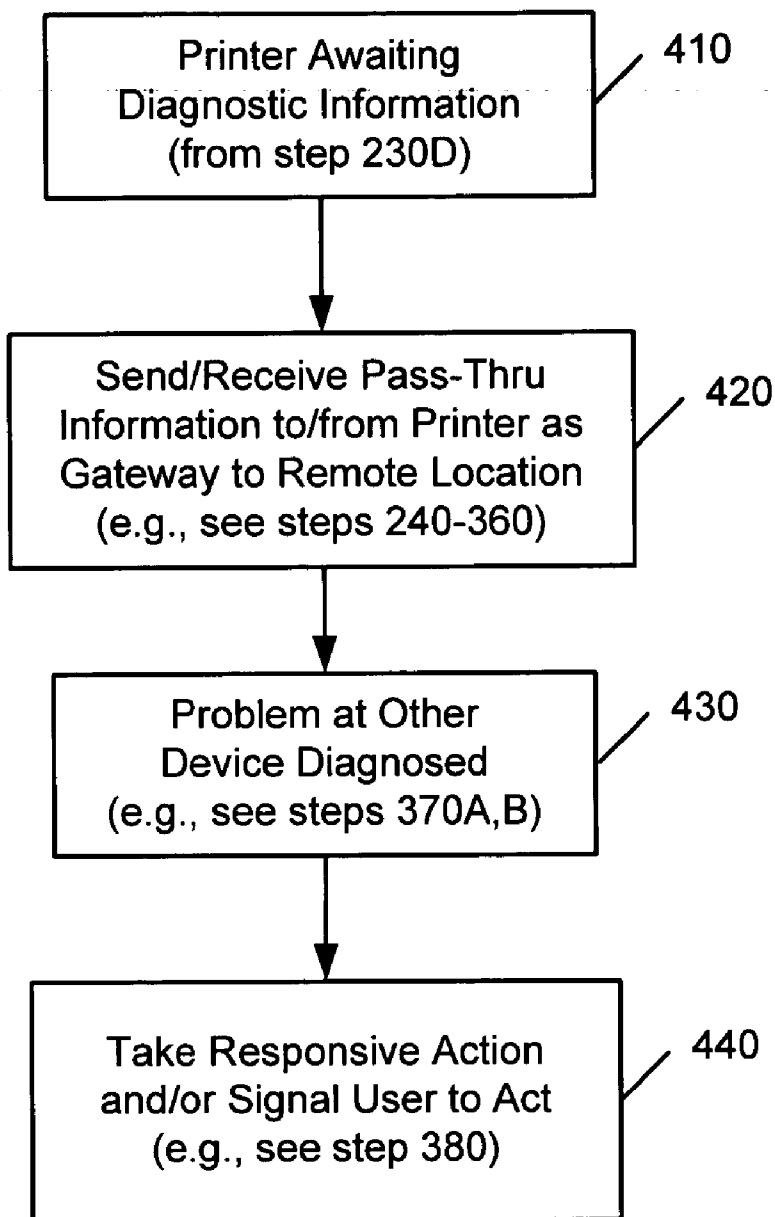 Printer Awaiting
Diagnostic Information
(from step 230D)
410
Send/Receive Pass-Thru
Information to/from Printer as
Gateway to Remote Location
(e.g., see steps 240-360)
420
Problem at Other
Device Diagnosed
(e.g., see steps 370A,B)
430
Take Responsive Action
and/or Signal User to Act
(e.g., see step 380)
440